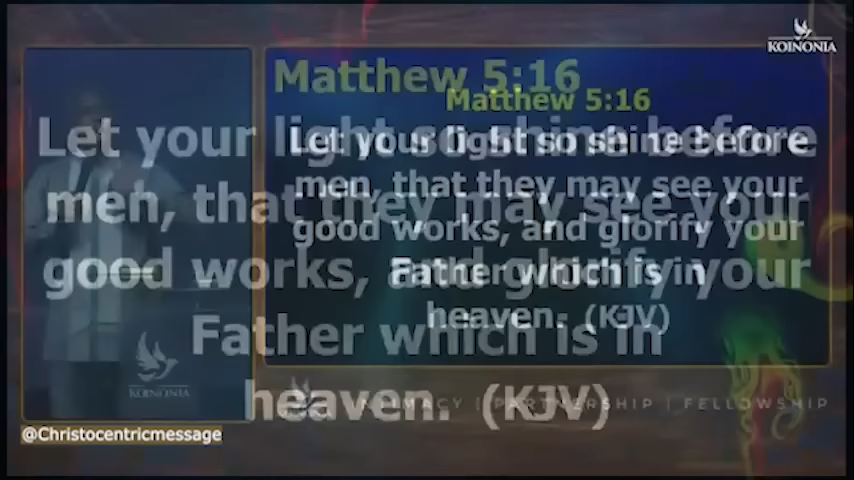 KOINONIA
Matthew 5:16
Let your light so shine before
men, that they may see your
good works, and glorify your
Father which is in
heaven. (KJV)
Matthew 5:16
Let your light so shine before
men, that they may see your
good works, and glorify your
Father which is in
heaven. (KJV)
KOINONIA
INTIMACY | PARTNERSHIP | FELLOWSHIP
@Christocentricmessage